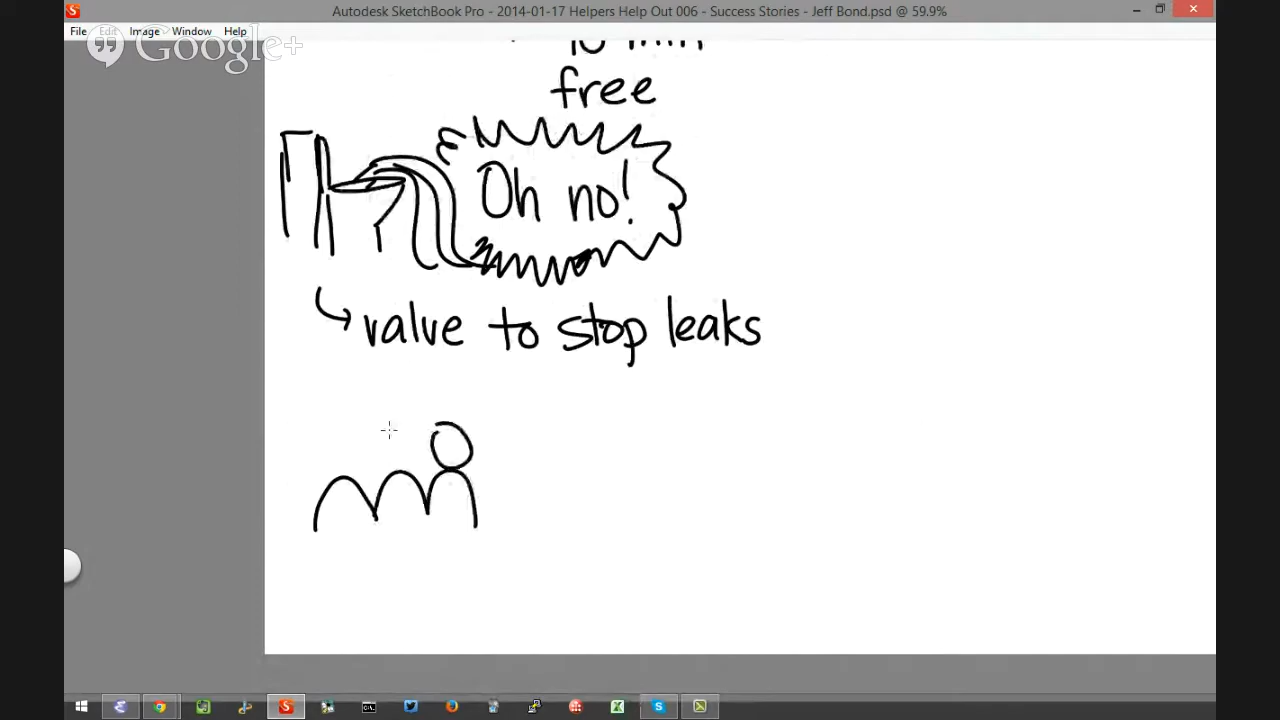 Autodesk SketchBook Pro - 2014-01-17 Helpers Help Out 006 - Success Stories - Jeff Bond.psd @ 59.9%
File Edit Image Window Help
Google+
free
Oh no!
valve to stop leaks